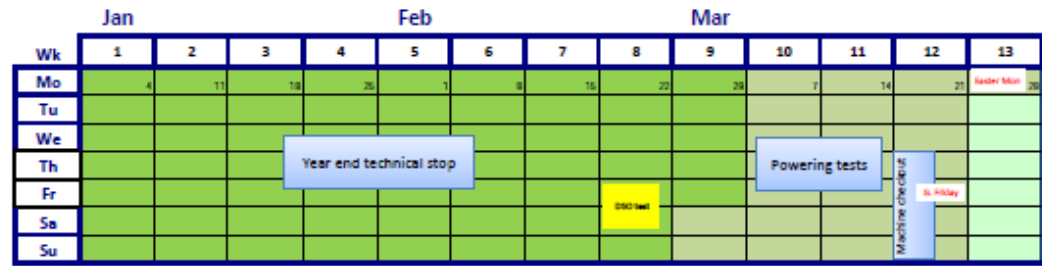 Jan Feb Mar
Wk 1 2 3 4 5 6 7 8 9 10 11 12 13
Mo 4 11 18 25 1 8 15 22 29 7 14 21 Easter Mon 28
Tu
We
Th Year end technical stop Powering tests
Fr DSO test G. Friday
Sa
Su
Machine checkout